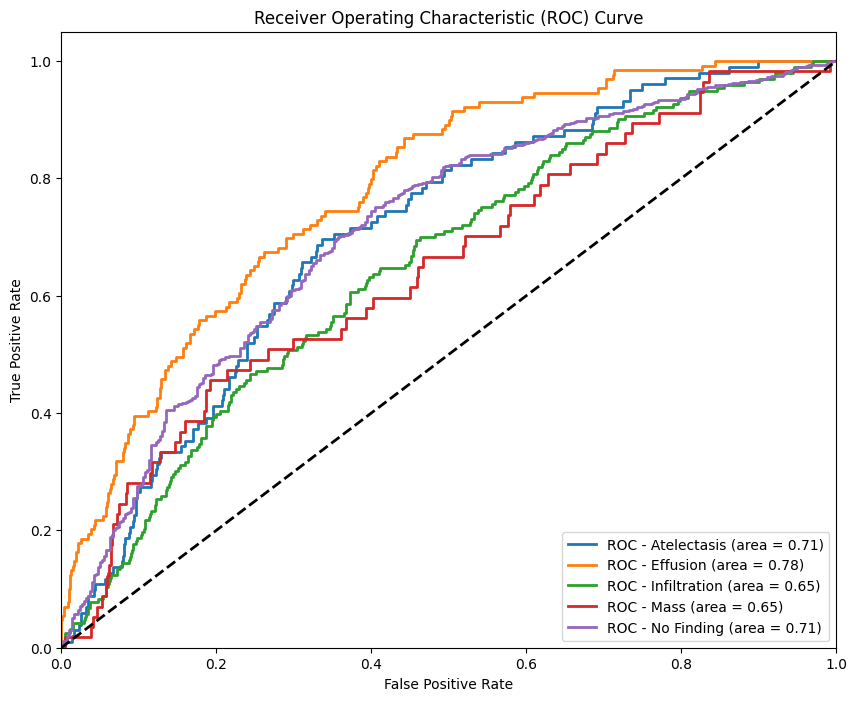 Receiver Operating Characteristic (ROC) Curve
True Positive Rate
1.0
0.8
0.6
0.4
0.2
0.0
ROC - Atelectasis (area = 0.71)
ROC - Effusion (area = 0.78)
ROC - Infiltration (area = 0.65)
ROC - Mass (area = 0.65)
ROC - No Finding (area = 0.71)
0.0 0.2 0.4 0.6 0.8 1.0
False Positive Rate